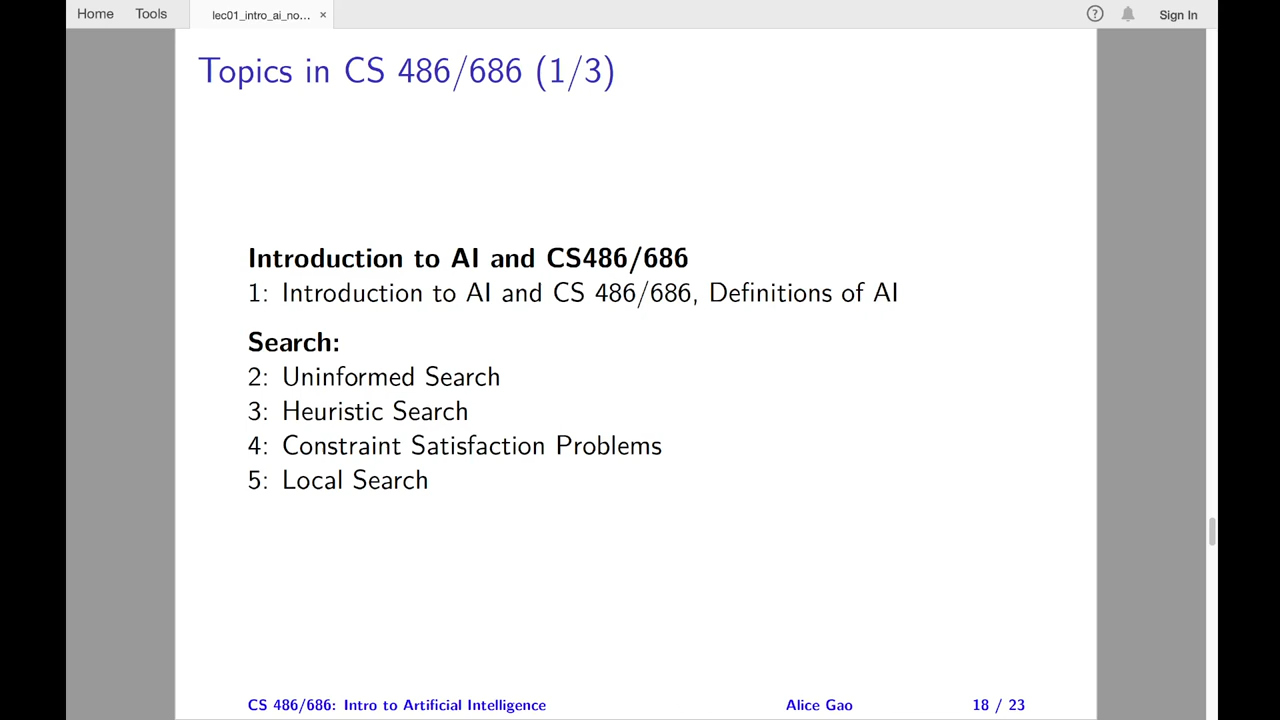 Home Tools lec01_intro_ai_no... × Sign In
Topics in CS 486/686 (1/3)
Introduction to AI and CS486/686
1: Introduction to AI and CS 486/686, Definitions of AI
Search:
2: Uninformed Search
3: Heuristic Search
4: Constraint Satisfaction Problems
5: Local Search
CS 486/686: Intro to Artificial Intelligence Alice Gao 18 / 23